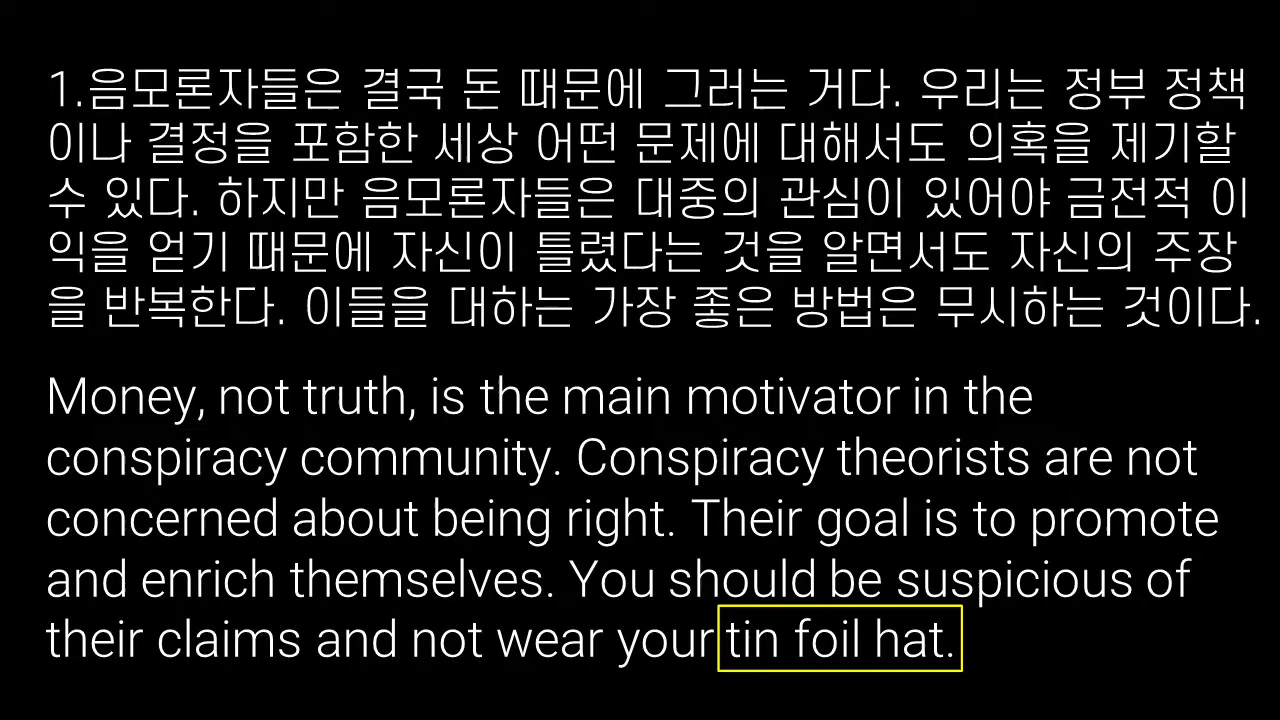 1.음모론자들은 결국 돈 때문에 그러는 거다. 우리는 정부 정책
이나 결정을 포함한 세상 어떤 문제에 대해서도 의혹을 제기할
수 있다. 하지만 음모론자들은 대중의 관심이 있어야 금전적 이
익을 얻기 때문에 자신이 틀렸다는 것을 알면서도 자신의 주장
을 반복한다. 이들을 대하는 가장 좋은 방법은 무시하는 것이다.
Money, not truth, is the main motivator in the
conspiracy community. Conspiracy theorists are not
concerned about being right. Their goal is to promote
and enrich themselves. You should be suspicious of
their claims and not wear your tin foil hat.